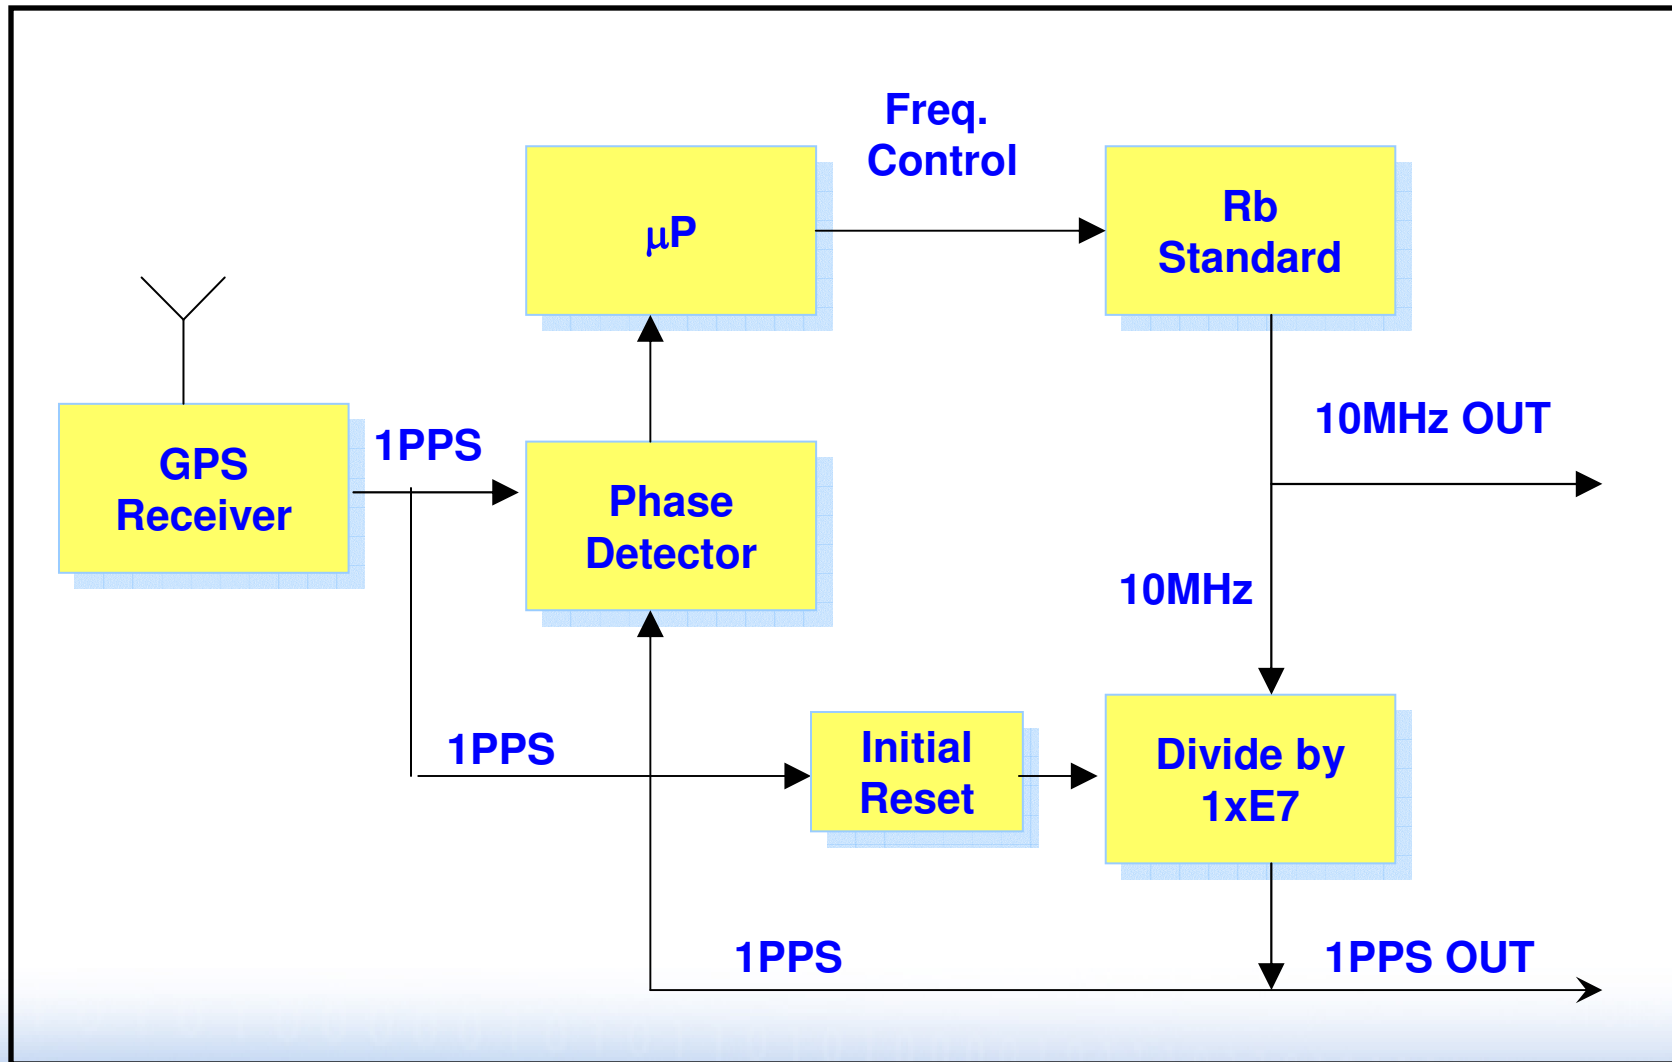 Freq.
Control
μP
Rb
Standard
10MHz OUT
1PPS
GPS
Receiver
Phase
Detector
10MHz
1PPS
Initial
Reset
Divide by
1xE7
1PPS
1PPS OUT